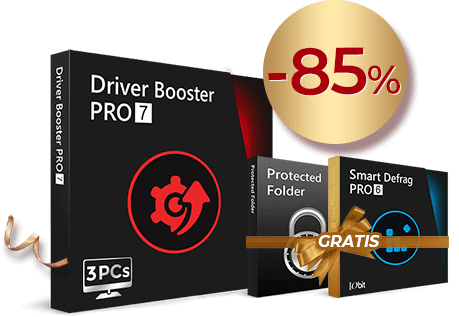 -85%
Driver Booster
PRO 7
Driver Booster PRO 7
3PCs
Protected
Folder
Protected Folder
Smart Defrag
PRO 6
GRATIS
IObit